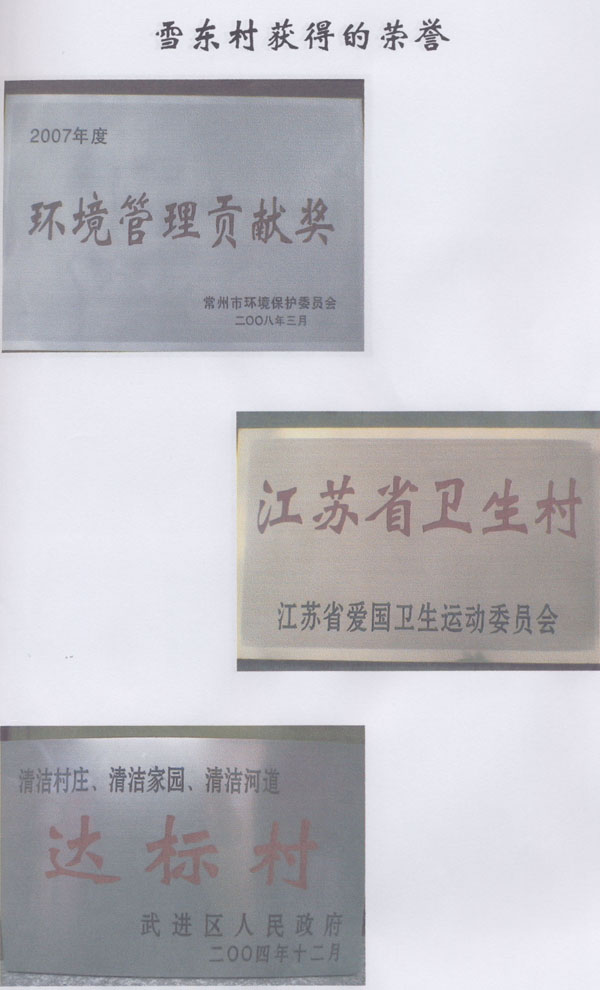 雪东村获得的荣誉
2007年度
环境管理贡献奖
常州市环境保护委员会
二〇〇八年三月
江苏省卫生村
江苏省爱国卫生运动委员会
清洁村庄、清洁家园、清洁河道
达标村
武进区人民政府
二〇〇四年十二月